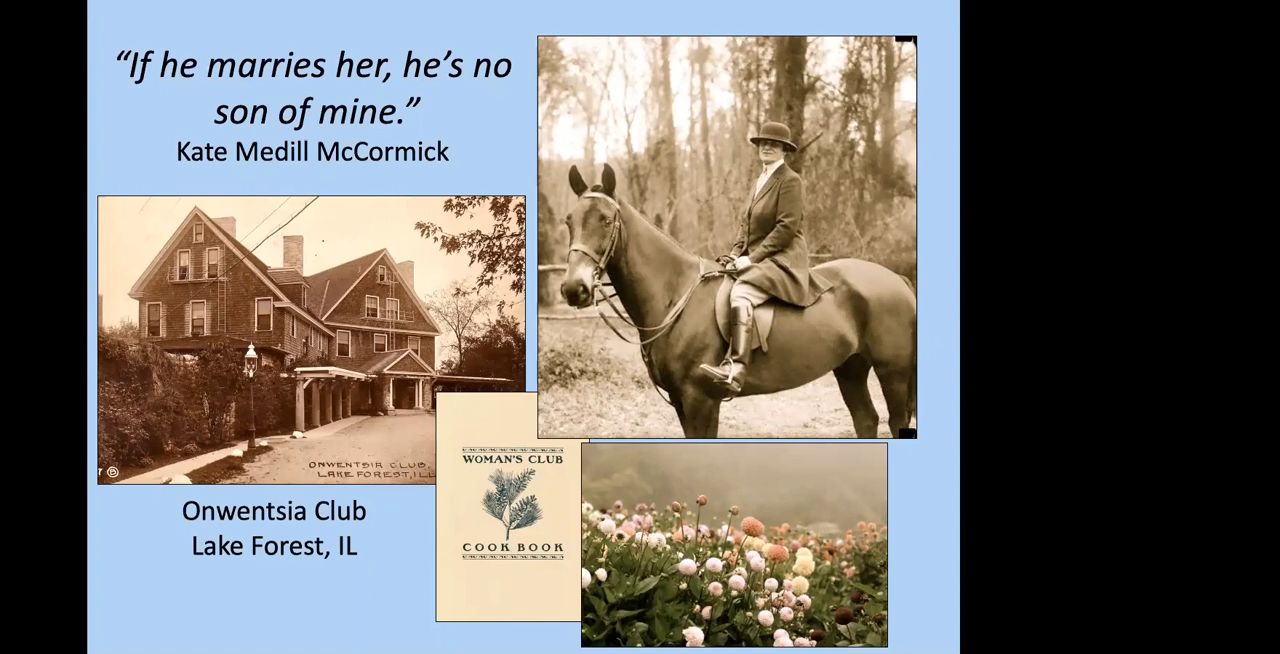 “If he marries her, he’s no
son of mine.”
Kate Medill McCormick
ONWENTSIR CLUB.
LAKE FOREST, ILL
Onwentsia Club
Lake Forest, IL
WOMAN'S CLUB
COOK BOOK